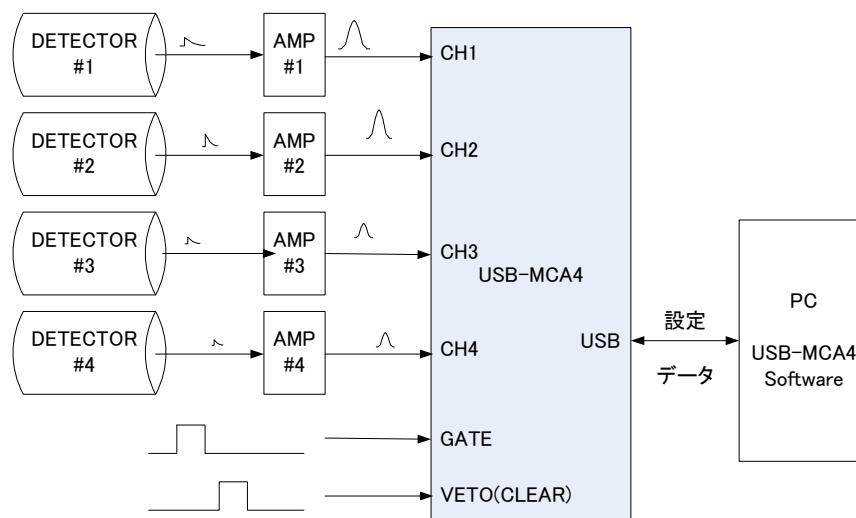 DETECTOR
#1
AMP
#1
CH1
DETECTOR
#2
AMP
#2
CH2
DETECTOR
#3
AMP
#3
CH3
USB-MCA4
DETECTOR
#4
AMP
#4
CH4
USB
設定
データ
PC
USB-MCA4
Software
GATE
VETO(CLEAR)